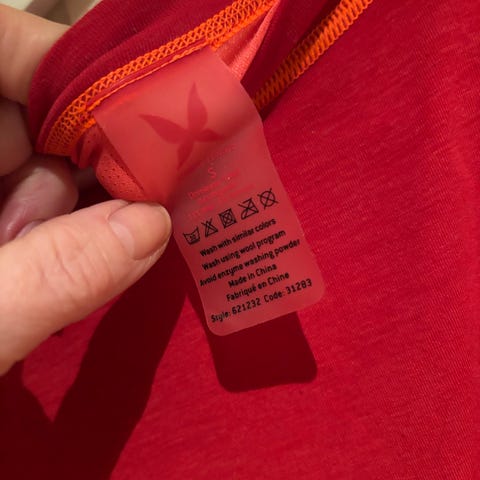 S
Wash with similar colors
Wash using wool program
Avoid enzyme washing powder
Made in China
Fabriqué en Chine
Style: 621232 Code: 31283